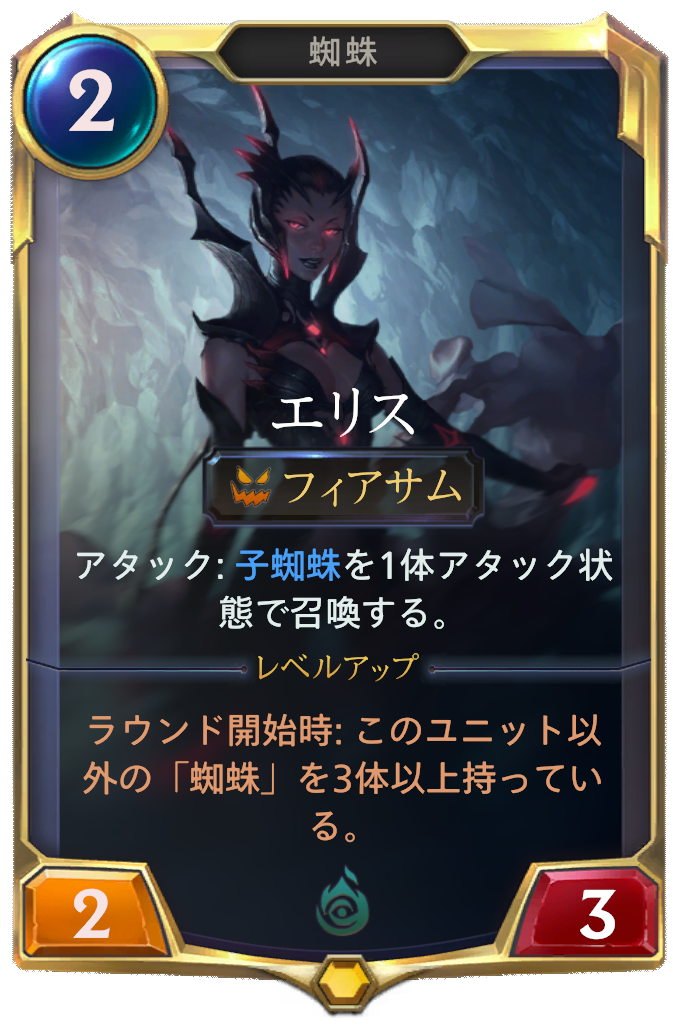 蜘蛛
2
エリス
フィアサム
アタック: 子蜘蛛を1体アタック状
態で召喚する。
レベルアップ
ラウンド開始時: このユニット以
外の「蜘蛛」を3体以上持ってい
る。
2
3